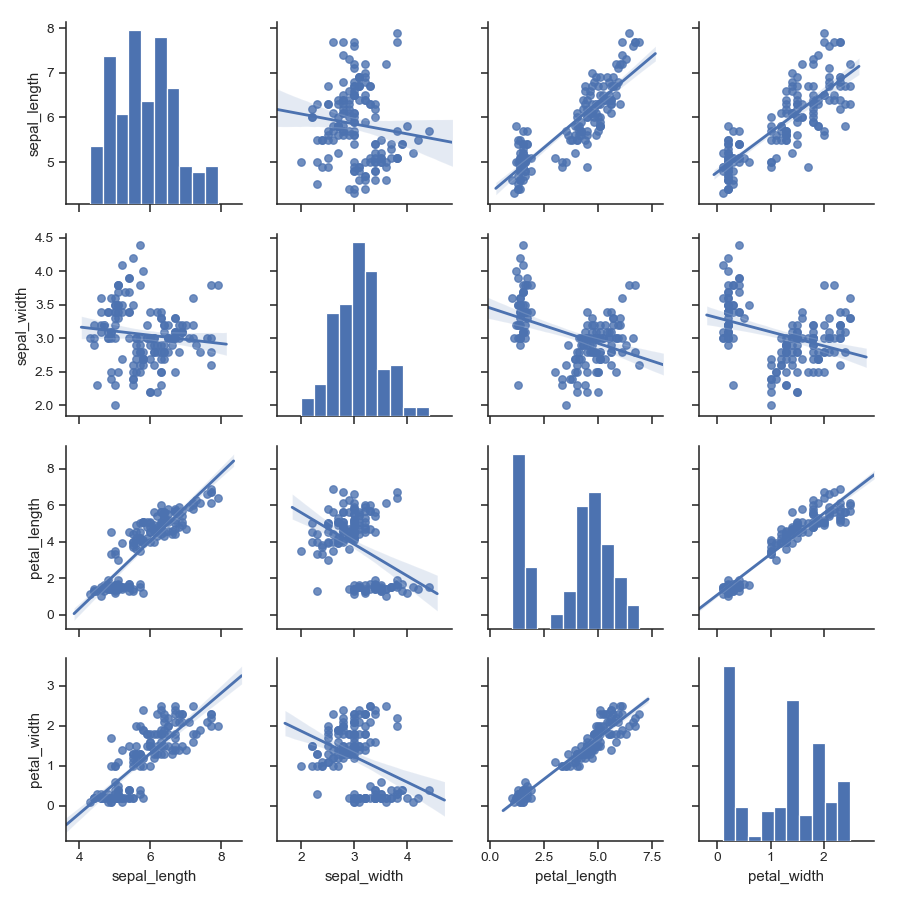 8
7
6
5
sepal_length
4.5
4.0
3.5
3.0
2.5
2.0
sepal_width
8
6
4
2
0
petal_length
3
2
1
0
petal_width
4 6 8
2 3 4
0.0 2.5 5.0 7.5
0 1 2
sepal_length
sepal_width
petal_length
petal_width